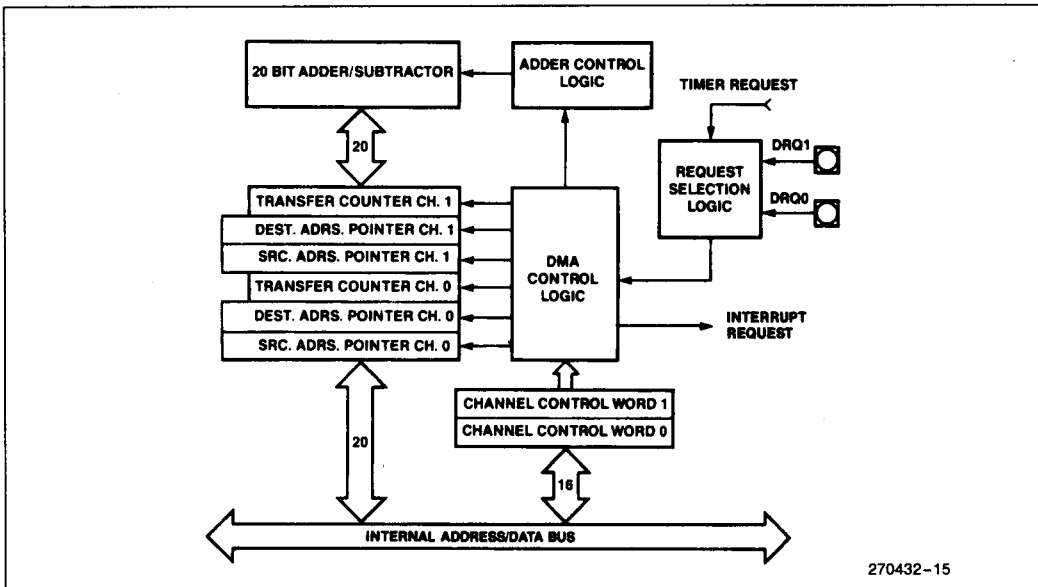 20 BIT ADDER/SUBTRACTOR
ADDER CONTROL
LOGIC
TIMER REQUEST
20
REQUEST
SELECTION
LOGIC
DRQ1
DRQ0
TRANSFER COUNTER CH. 1
DEST. ADRS. POINTER CH. 1
SRC. ADRS. POINTER CH. 1
TRANSFER COUNTER CH. 0
DEST. ADRS. POINTER CH. 0
SRC. ADRS. POINTER CH. 0
DMA
CONTROL
LOGIC
INTERRUPT
REQUEST
CHANNEL CONTROL WORD 1
CHANNEL CONTROL WORD 0
20
16
INTERNAL ADDRESS/DATA BUS
270432-15